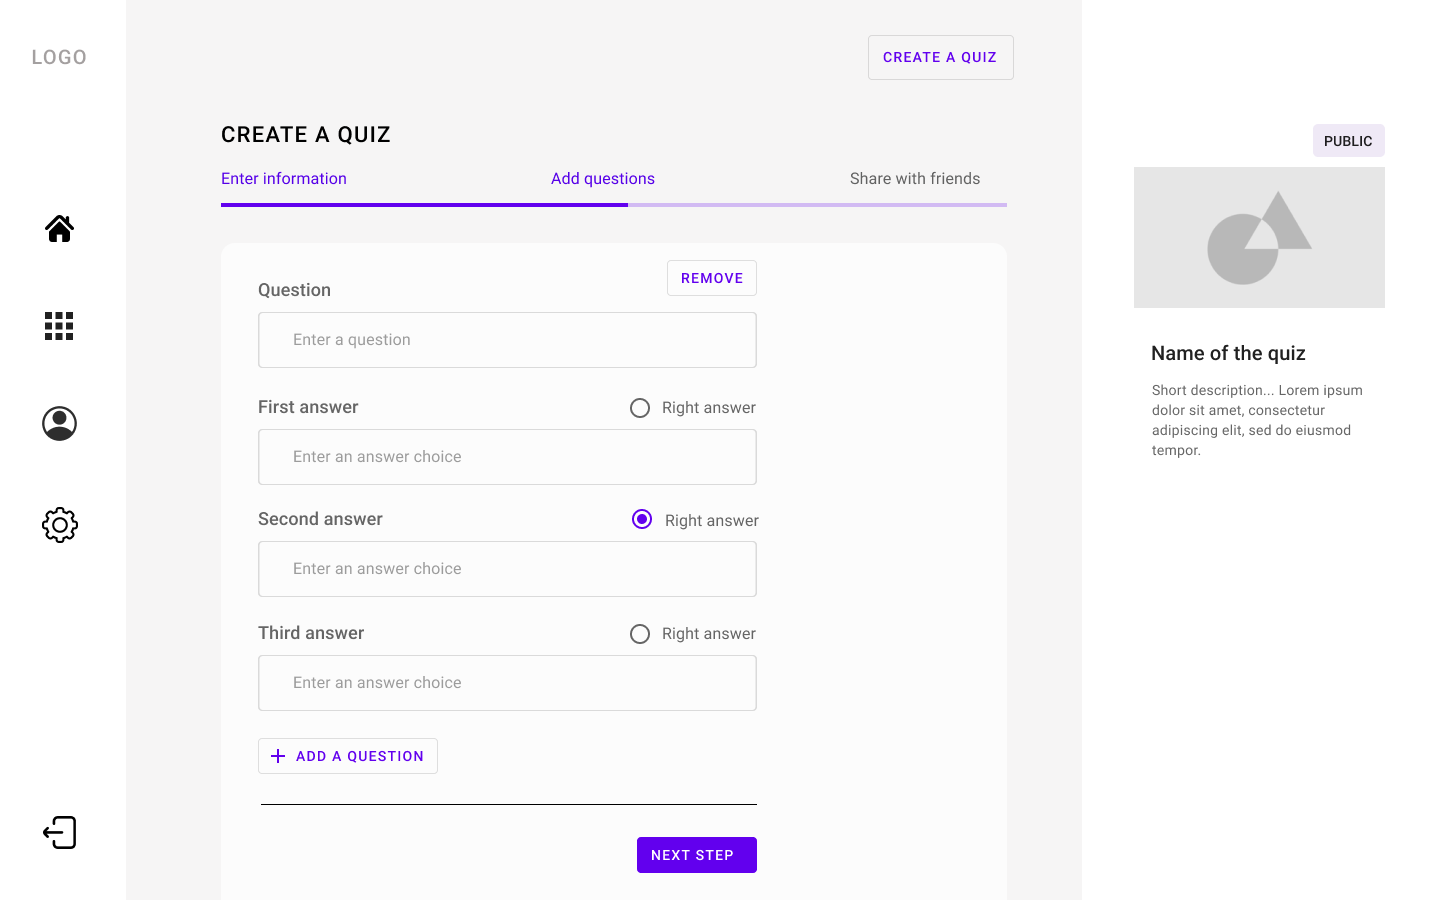 LOGO
CREATE A QUIZ
CREATE A QUIZ
Enter information
Add questions
Share with friends
Question
REMOVE
Enter a question
First answer
Right answer
Enter an answer choice
Second answer
Right answer
Enter an answer choice
Third answer
Right answer
Enter an answer choice
ADD A QUESTION
NEXT STEP
PUBLIC
Name of the quiz
Short description... Lorem ipsum
dolor sit amet, consectetur
adipiscing elit, sed do eiusmod
tempor.